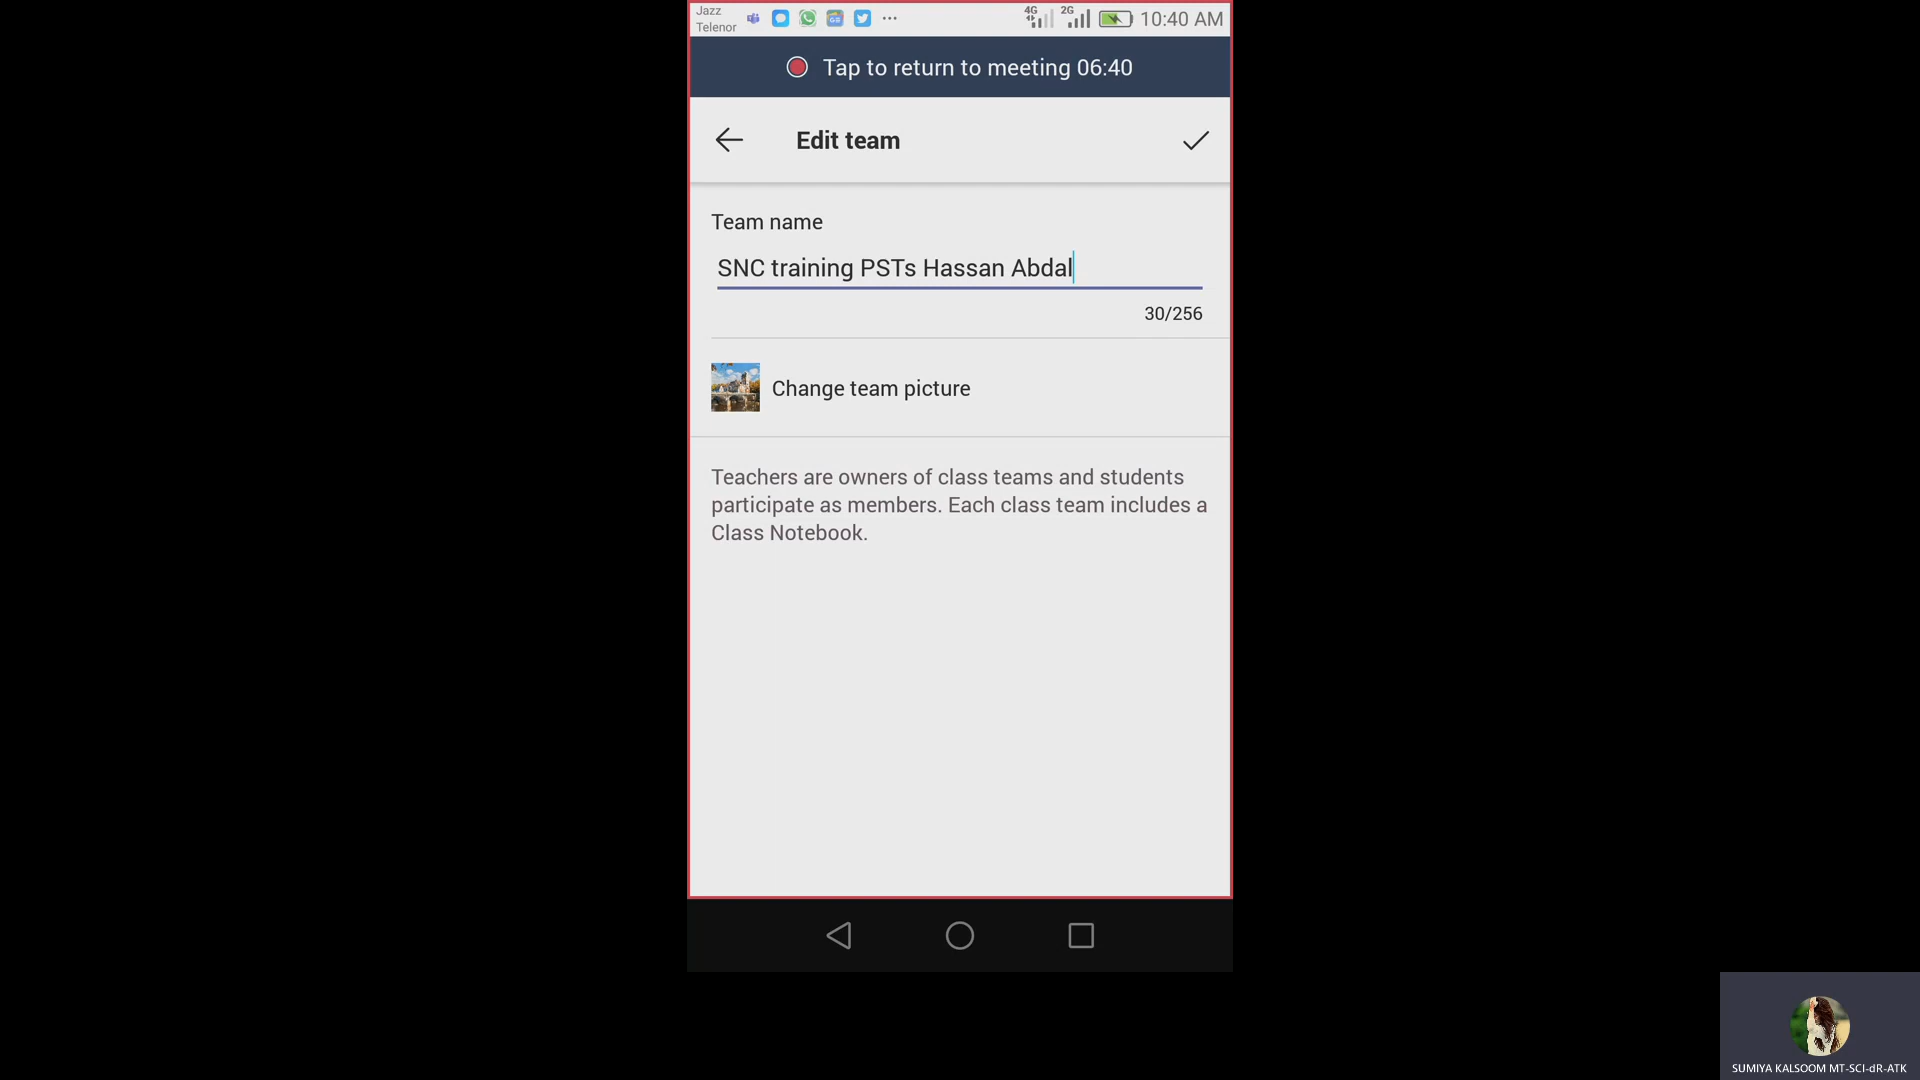 Jazz
Telenor
4G
2G
10:40 AM
Tap to return to meeting 06:40
Edit team
Team name
SNC training PSTs Hassan Abdal
30/256
Change team picture
Teachers are owners of class teams and students
participate as members. Each class team includes a
Class Notebook.
SUMIYA KALSOOM MT-SCI-dR-ATK